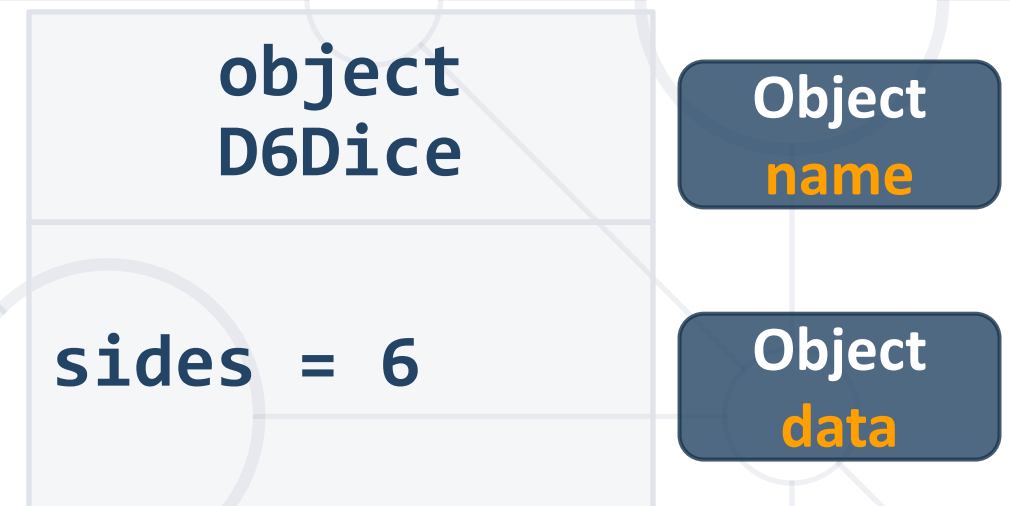 object
D6Dice
Object
name
sides = 6
Object
data